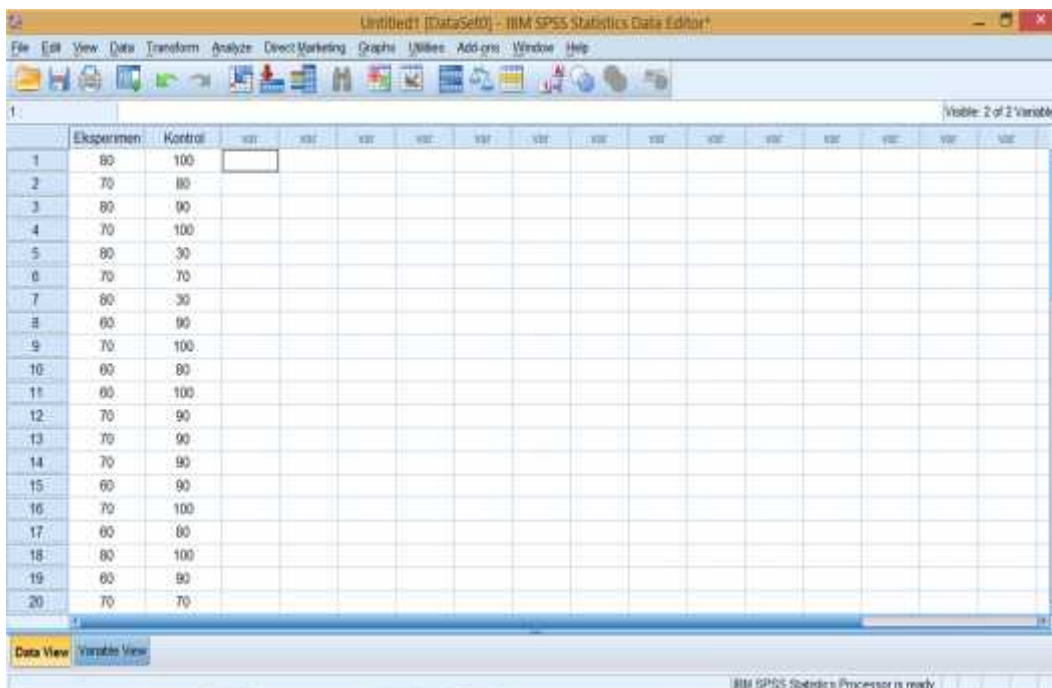 Untitled1 [DataSet0] - IBM SPSS Statistics Data Editor*
File Edit View Data Transform Analyze Direct Marketing Graphs Utilities Add-ons Window Help
1 : Visible: 2 of 2 Variable
Eksperimen Kontrol var var var var var var var var var var var var
1 80 100
2 70 80
3 80 90
4 70 100
5 80 30
6 70 70
7 80 30
8 60 90
9 70 100
10 60 80
11 60 100
12 70 90
13 70 90
14 70 90
15 60 90
16 70 100
17 60 80
18 80 100
19 60 90
20 70 70
Data View Variable View
IBM SPSS Statistics Processor is ready